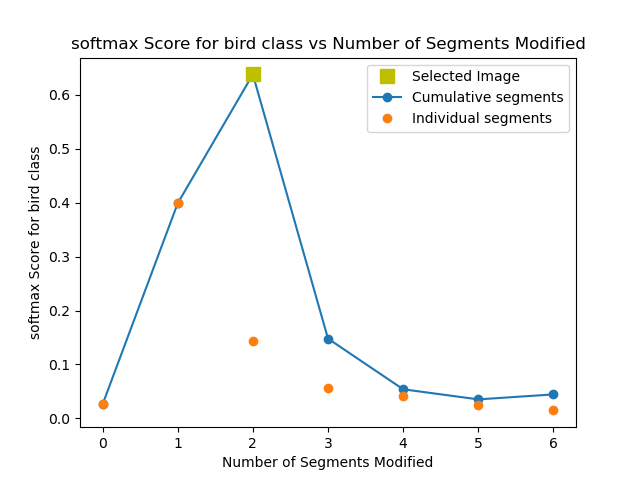 softmax Score for bird class vs Number of Segments Modified
Selected Image
Cumulative segments
Individual segments
softmax Score for bird class
0.6
0.5
0.4
0.3
0.2
0.1
0.0
0 1 2 3 4 5 6
Number of Segments Modified